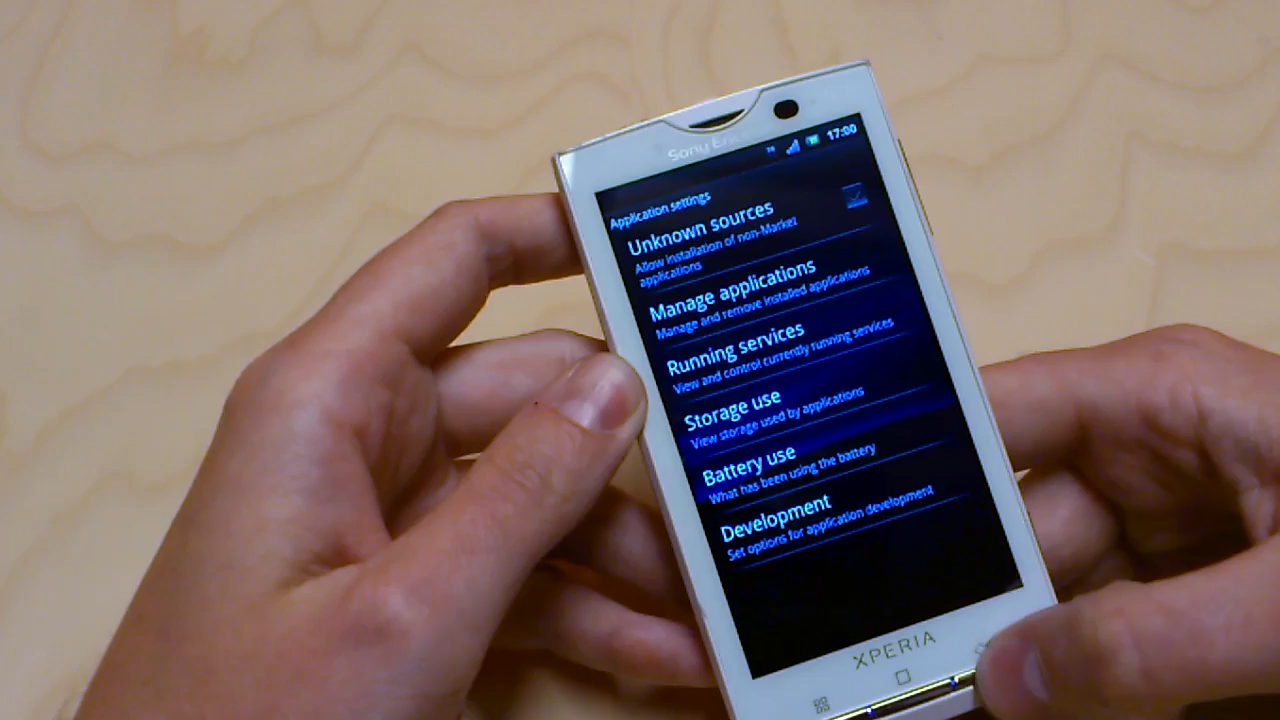 Sony Eric
17:00
Application settings
Unknown sources
Allow installation of non-Market
applications
Manage applications
Manage and remove installed applications
Running services
View and control currently running services
Storage use
View storage used by applications
Battery use
What has been using the battery
Development
Set options for application development
XPERIA